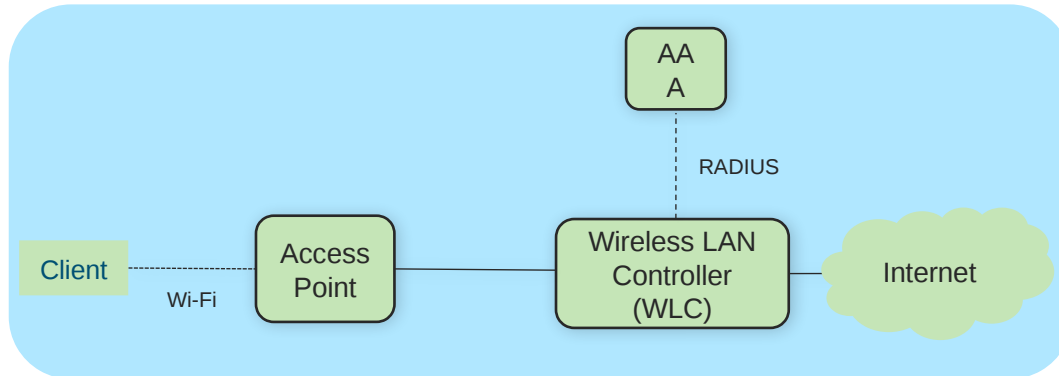 AA
A
RADIUS
Client
Wi-Fi
Access
Point
Wireless LAN
Controller
(WLC)
Internet